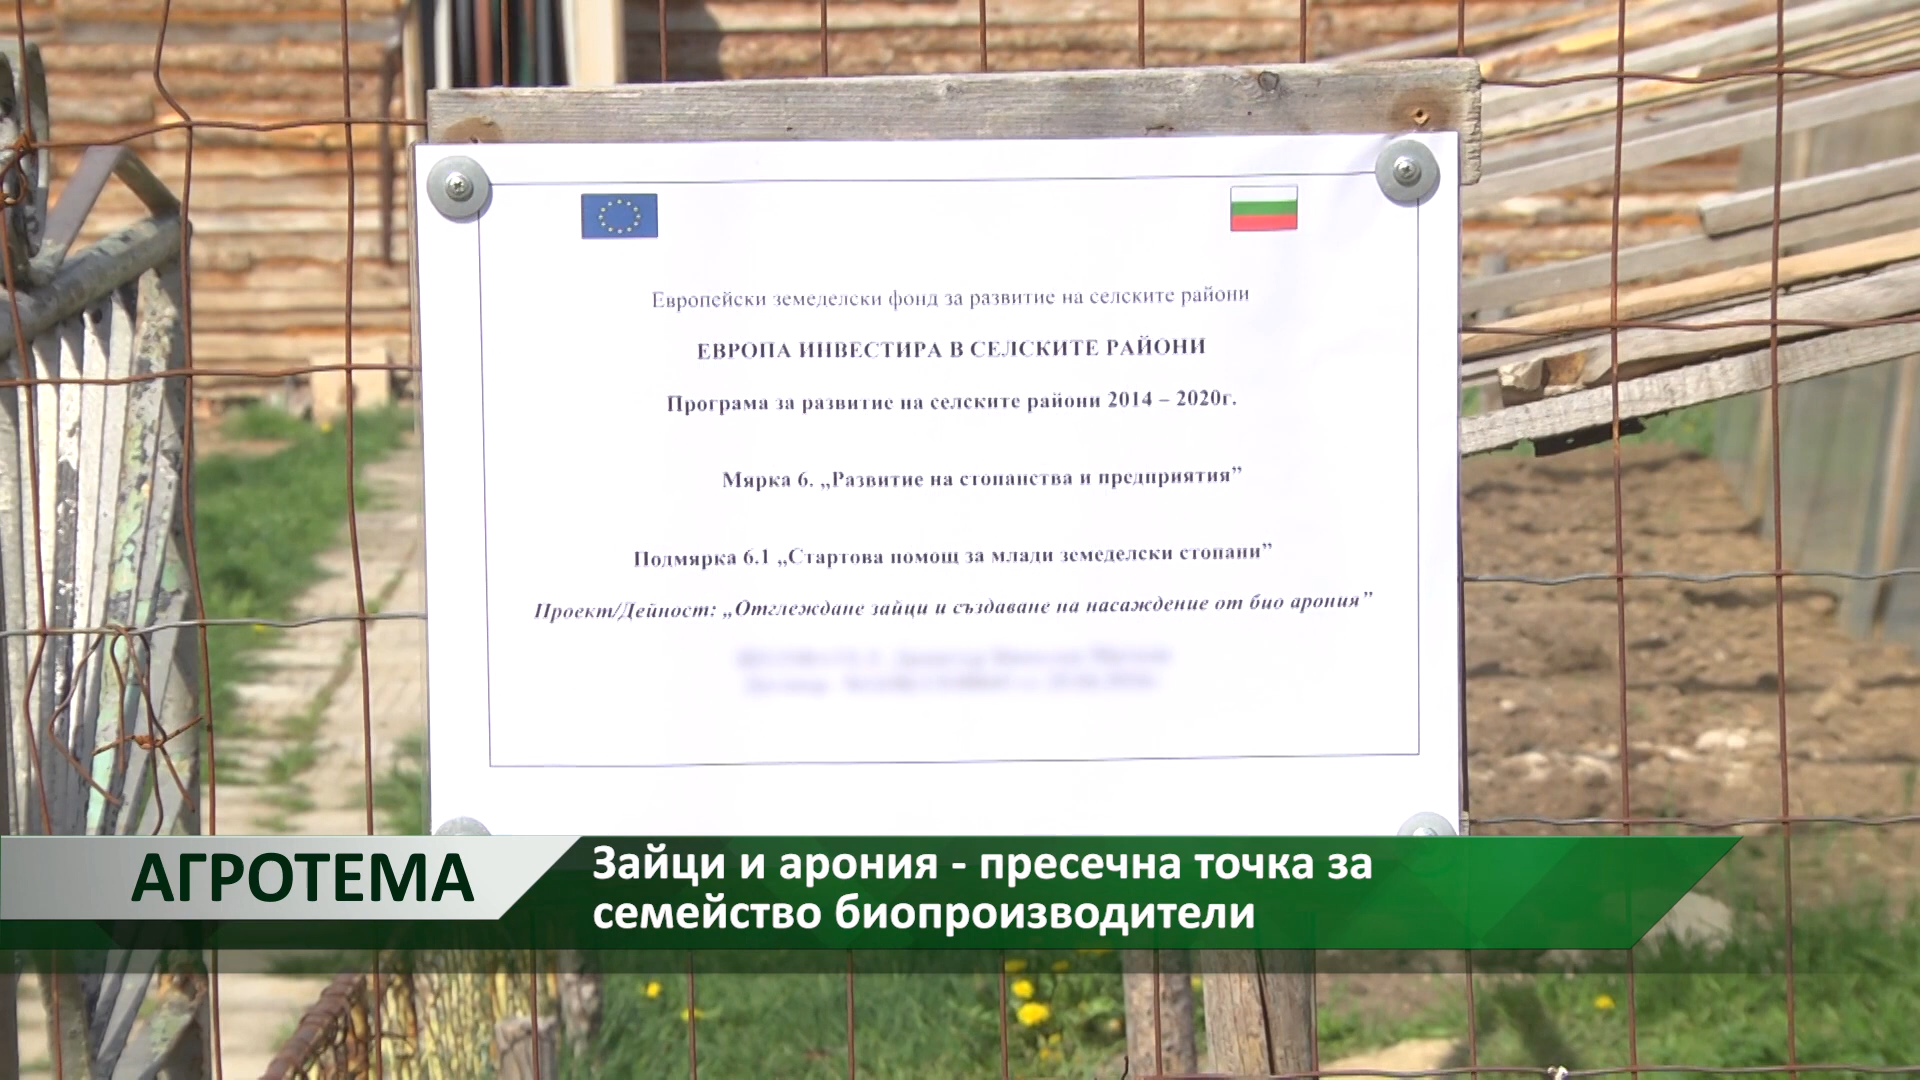 Европейски земеделски фонд за развитие на селските райони
ЕВРОПА ИНВЕСТИРА В СЕЛСКИТЕ РАЙОНИ
Програма за развитие на селските райони 2014 – 2020г.
Мярка 6. „Развитие на стопанства и предприятия”
Подмярка 6.1 „Стартова помощ за млади земеделски стопани”
Проект/Дейност: „Отглеждане зайци и създаване на насаждение от био арония”
АГРОТЕМА
Зайци и арония - пресечна точка за
семейство биопроизводители